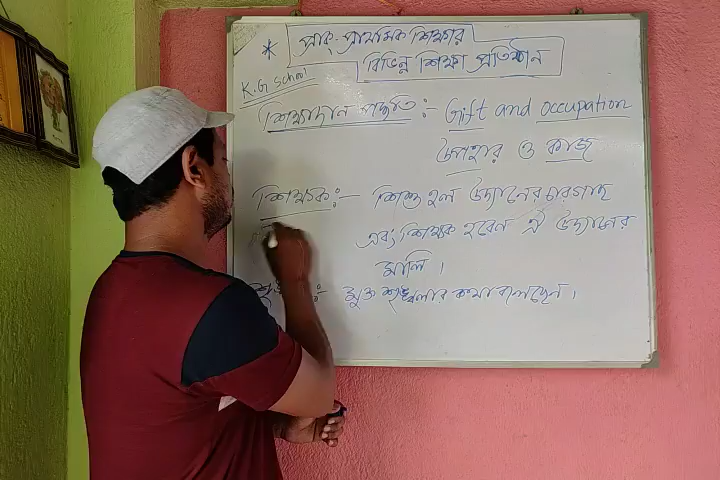 * প্রাক্-প্রাথমিক শিক্ষার
বিভিন্ন শিক্ষা প্রতিষ্ঠান
K.G School
শিক্ষাদান পদ্ধতি :- Gift and occupation
উপহার ও কাজ
শিক্ষক :- শিশু হল উদ্যানের চারাগাছ
এবং শিক্ষক হবেন ঐ উদ্যানের
মালি।
:- মুক্ত শৃঙ্খলার কথা বলেছেন।